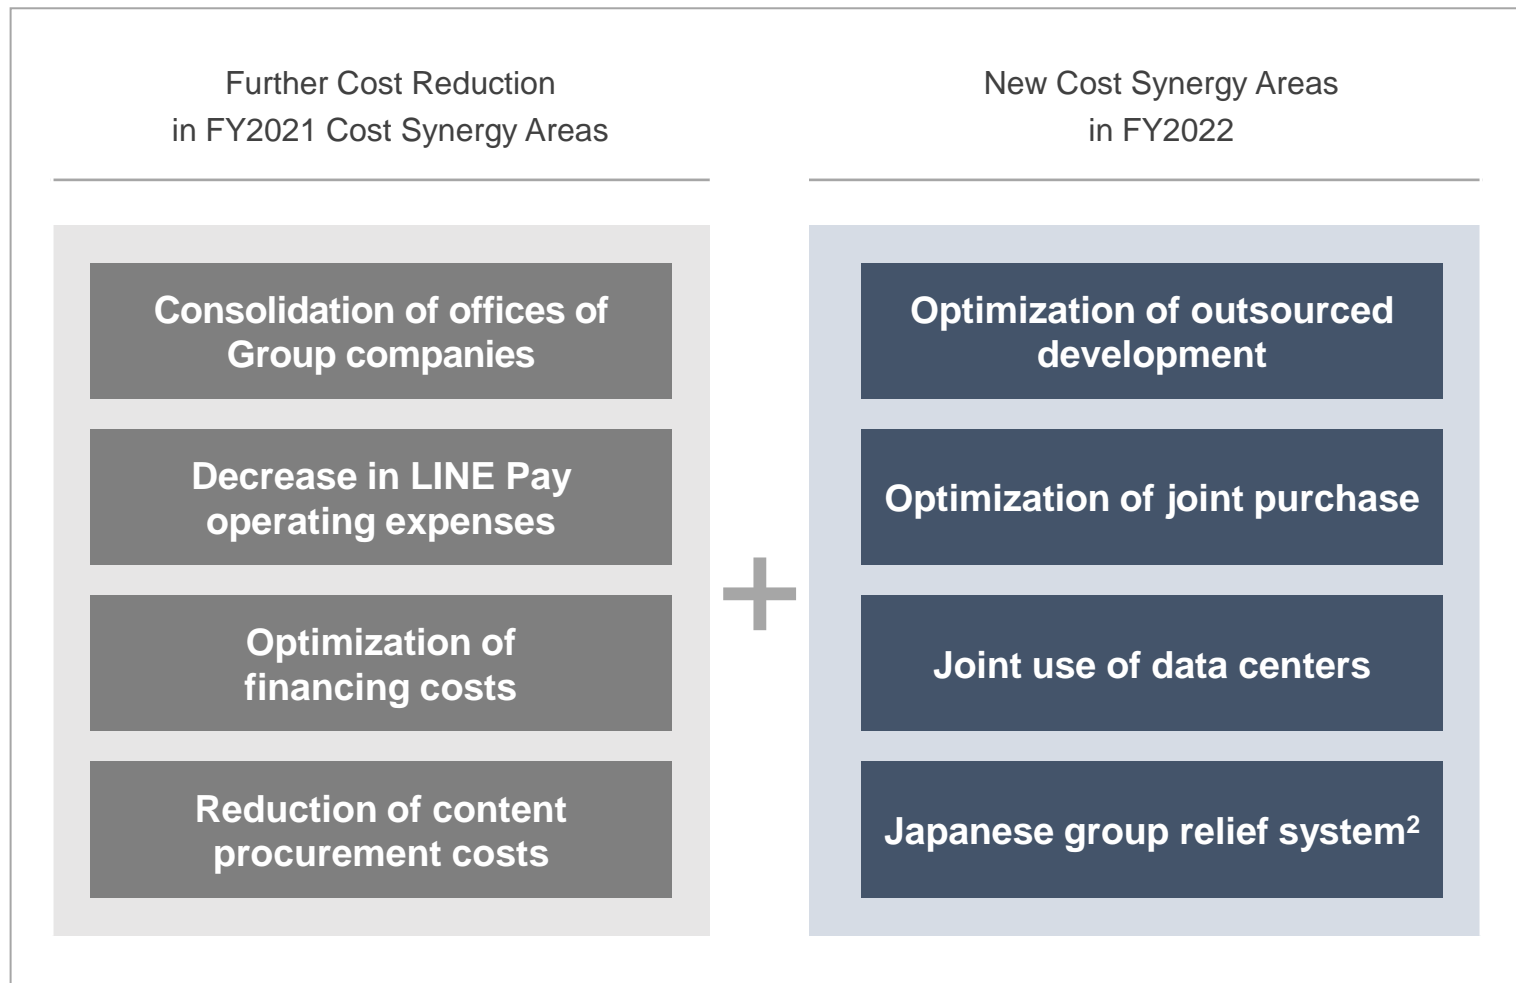 Further Cost Reduction
in FY2021 Cost Synergy Areas
Consolidation of offices of
Group companies
Decrease in LINE Pay
operating expenses
Optimization of
financing costs
Reduction of content
procurement costs
+
New Cost Synergy Areas
in FY2022
Optimization of outsourced
development
Optimization of joint purchase
Joint use of data centers
Japanese group relief system²